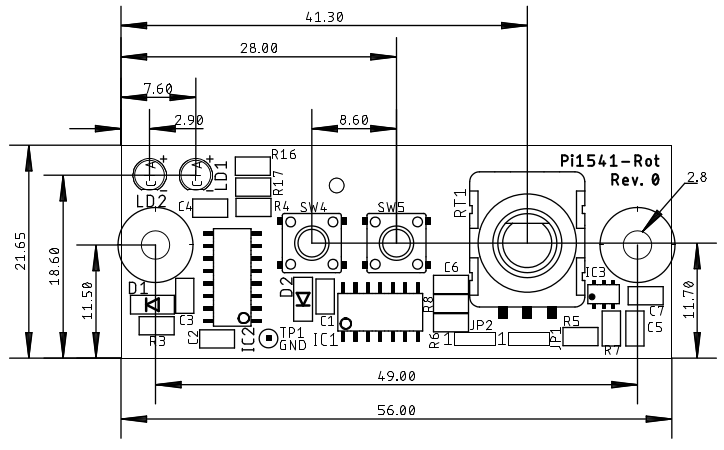 41.30
28.00
7.60
2.90
8.60
Pi1541-Rot
Rev. 0
2.8
C A +
C A +
LD1
LD2
R16
R17
R4
C4
SW4
SW5
RT1
21.65
18.60
11.50
11.70
D1
R3
C3
C2
IC2
TP1
GND
D2
C1
IC1
C6
R8
R6
JP2
1
1
JP1
R5
IC3
R7
C7
C5
49.00
56.00